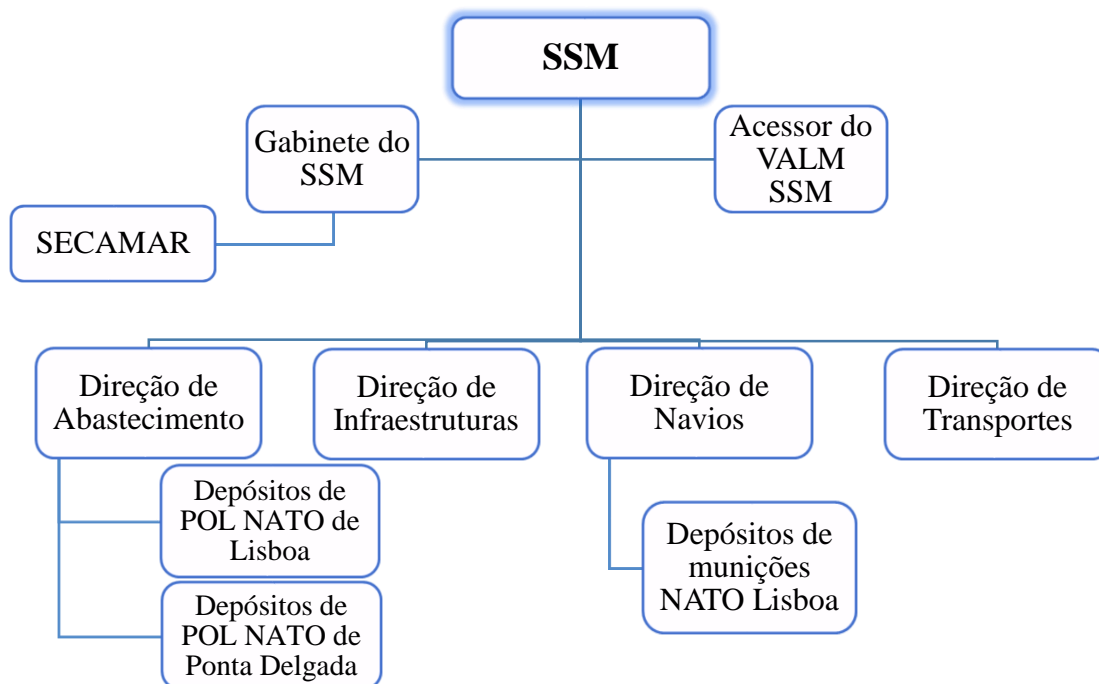 SSM
Gabinete do
SSM
Acessor do
VALM
SSM
SECAMAR
Direção de
Abastecimento
Direção de
Infraestruturas
Direção de
Navios
Direção de
Transportes
Depósitos de
POL NATO de
Lisboa
Depósitos de
munições
NATO Lisboa
Depósitos de
POL NATO de
Ponta Delgada